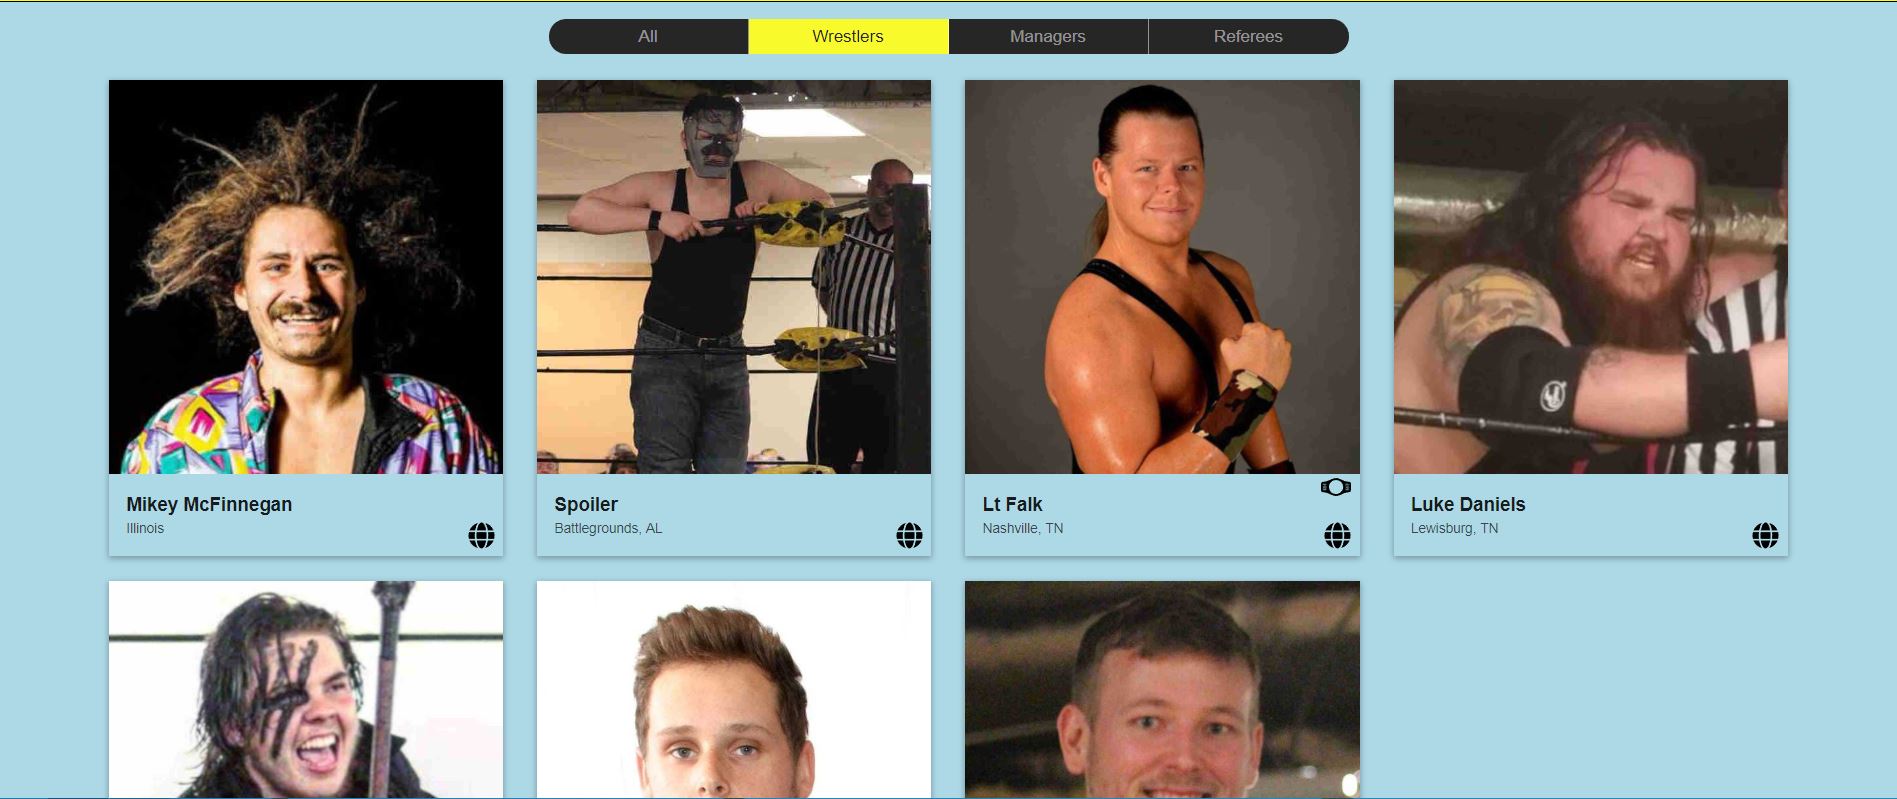 All
Wrestlers
Managers
Referees
Mikey McFinnegan
Illinois
Spoiler
Battlegrounds, AL
Lt Falk
Nashville, TN
Luke Daniels
Lewisburg, TN